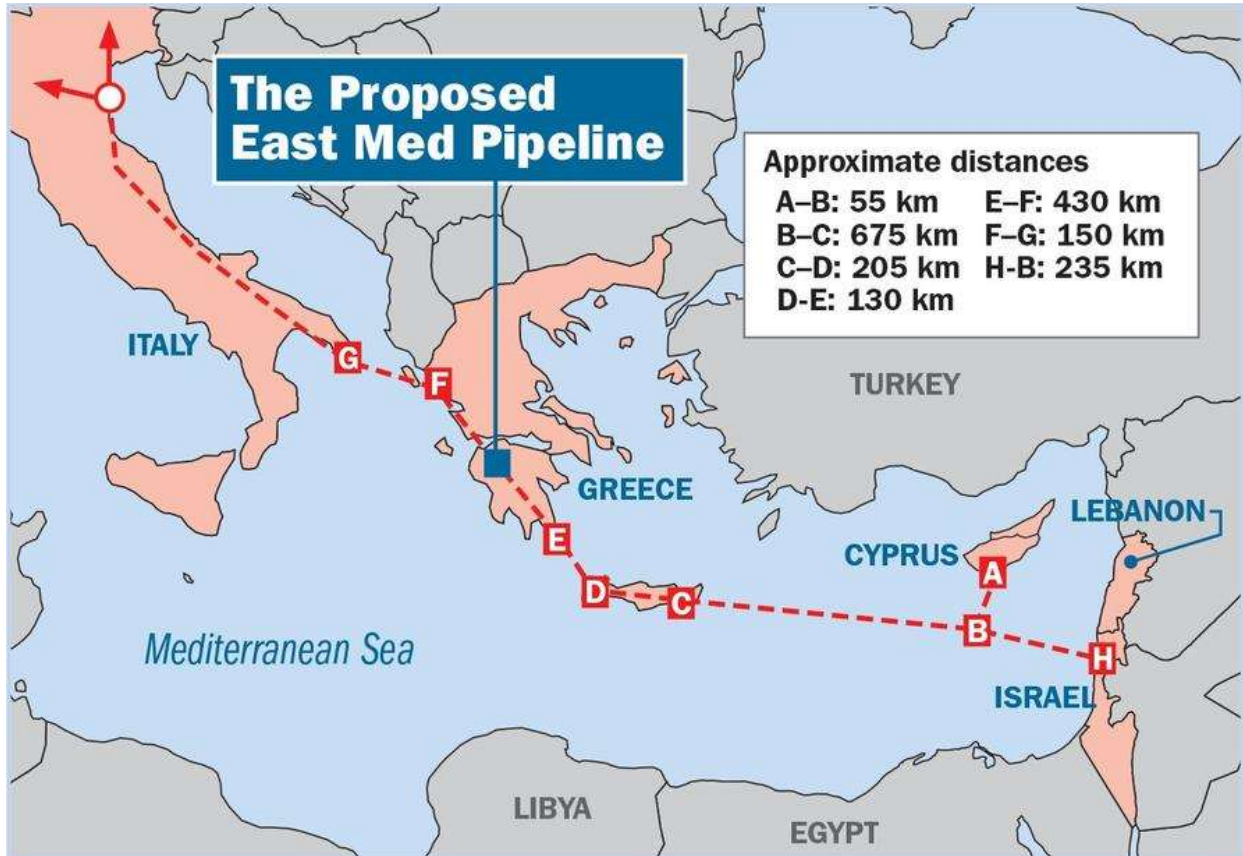 The Proposed
East Med Pipeline
Approximate distances
A–B: 55 km E–F: 430 km
B–C: 675 km F–G: 150 km
C–D: 205 km H-B: 235 km
D-E: 130 km
ITALY
G
F
TURKEY
GREECE
LEBANON
E
CYPRUS
A
D
C
B
Mediterranean Sea
H
ISRAEL
LIBYA
EGYPT